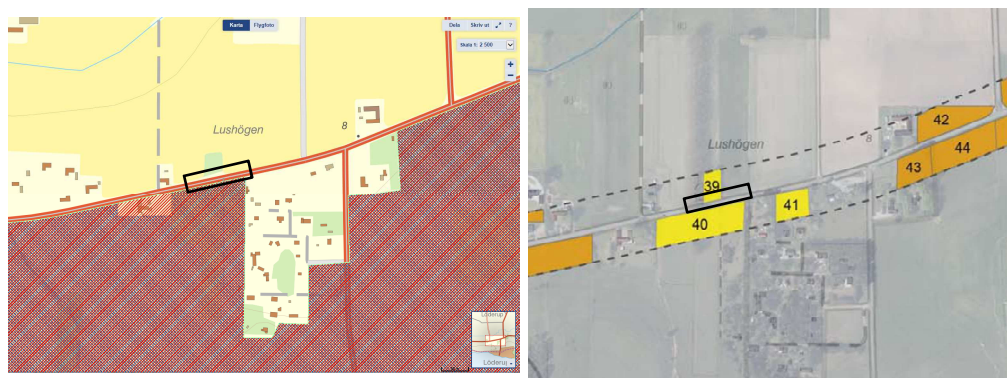 Karta Flygfoto
Dela Skriv ut ?
Skala 1: 2 500
+
−
Lushögen
8
Löderup
Löderup
8
42
Lushögen
44
43
39
41
40